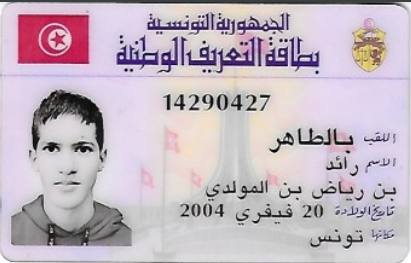 الجمهورية التونسية
بطاقة التعريف الوطنية
14290427
اللقب بالطاهر
الاسم رائد
بن رياض بن المولدي
تاريخ الولادة 20 فيفري 2004
مكانها تونس